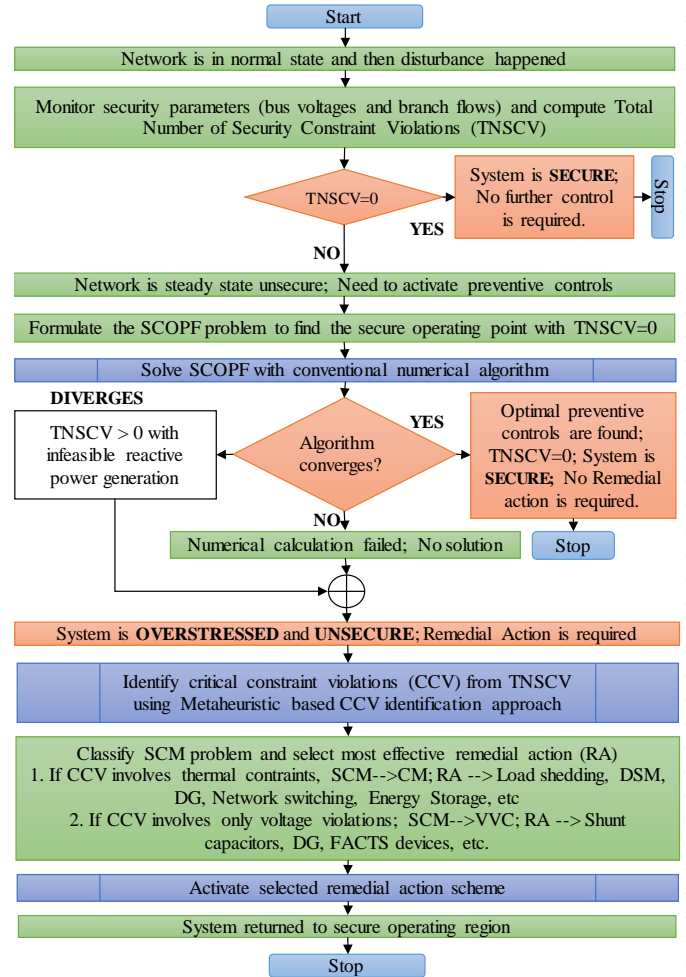 Start
Network is in normal state and then disturbance happened
Monitor security parameters (bus voltages and branch flows) and compute Total
Number of Security Constraint Violations (TNSCV)
TNSCV=0
YES
System is SECURE;
No further control
is required.
Stop
NO
Network is steady state unsecure; Need to activate preventive controls
Formulate the SCOPF problem to find the secure operating point with TNSCV=0
Solve SCOPF with conventional numerical algorithm
DIVERGES
TNSCV > 0 with
infeasible reactive
power generation
Algorithm
converges?
YES
Optimal preventive
controls are found;
TNSCV=0; System is
SECURE; No Remedial
action is required.
Stop
NO
Numerical calculation failed; No solution
System is OVERSTRESSED and UNSECURE; Remedial Action is required
Identify critical constraint violations (CCV) from TNSCV
using Metaheuristic based CCV identification approach
Classify SCM problem and select most effective remedial action (RA)
1. If CCV involves thermal contraints, SCM-->CM; RA --> Load shedding, DSM,
DG, Network switching, Energy Storage, etc
2. If CCV involves only voltage violations; SCM-->VVC; RA --> Shunt
capacitors, DG, FACTS devices, etc.
Activate selected remedial action scheme
System returned to secure operating region
Stop